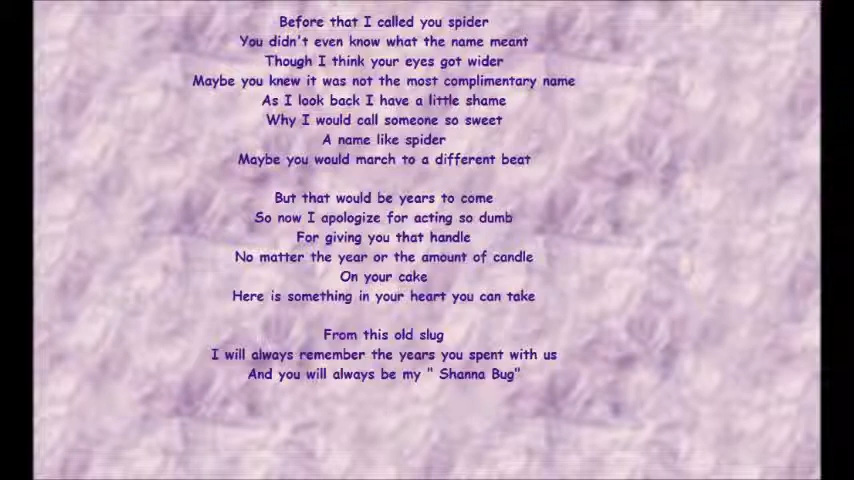 Before that I called you spider
You didn't even know what the name meant
Though I think your eyes got wider
Maybe you knew it was not the most complimentary name
As I look back I have a little shame
Why I would call someone so sweet
A name like spider
Maybe you would march to a different beat
But that would be years to come
So now I apologize for acting so dumb
For giving you that handle
No matter the year or the amount of candle
On your cake
Here is something in your heart you can take
From this old slug
I will always remember the years you spent with us
And you will always be my " Shanna Bug"